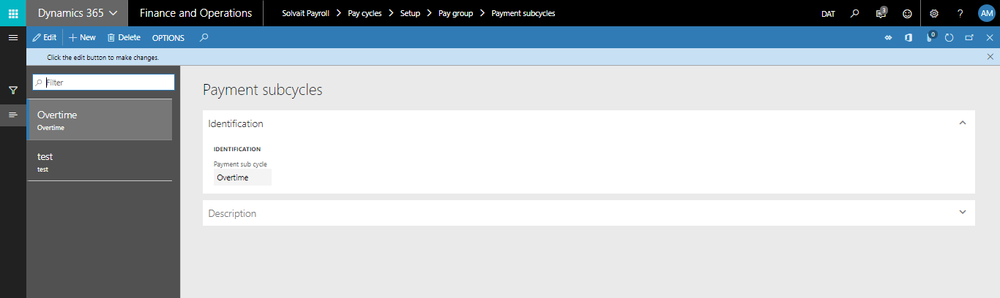 Dynamics 365 Finance and Operations Solvait Payroll Pay cycles Setup Pay group Payment subcycles DAT 3 ? AM
Edit New Delete OPTIONS 0
Click the edit button to make changes.
Filter
Overtime
Overtime
test
test
Payment subcycles
Identification
IDENTIFICATION
Payment sub cycle
Overtime
Description